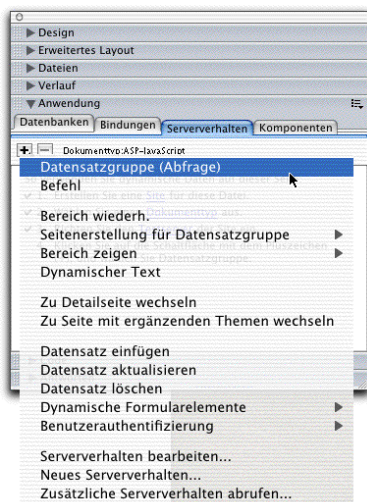 Design
Erweitertes Layout
Dateien
Verlauf
Anwendung
Datenbanken Bindungen Serververhalten Komponenten
Dokumenttyp:ASP-JavaScript
Datensatzgruppe (Abfrage)
Befehl
Bereich wiederh.
Seitenerstellung für Datensatzgruppe
Bereich zeigen
Dynamischer Text
Zu Detailseite wechseln
Zu Seite mit ergänzenden Themen wechseln
Datensatz einfügen
Datensatz aktualisieren
Datensatz löschen
Dynamische Formularelemente
Benutzerauthentifizierung
Serververhalten bearbeiten...
Neues Serververhalten...
Zusätzliche Serververhalten abrufen...